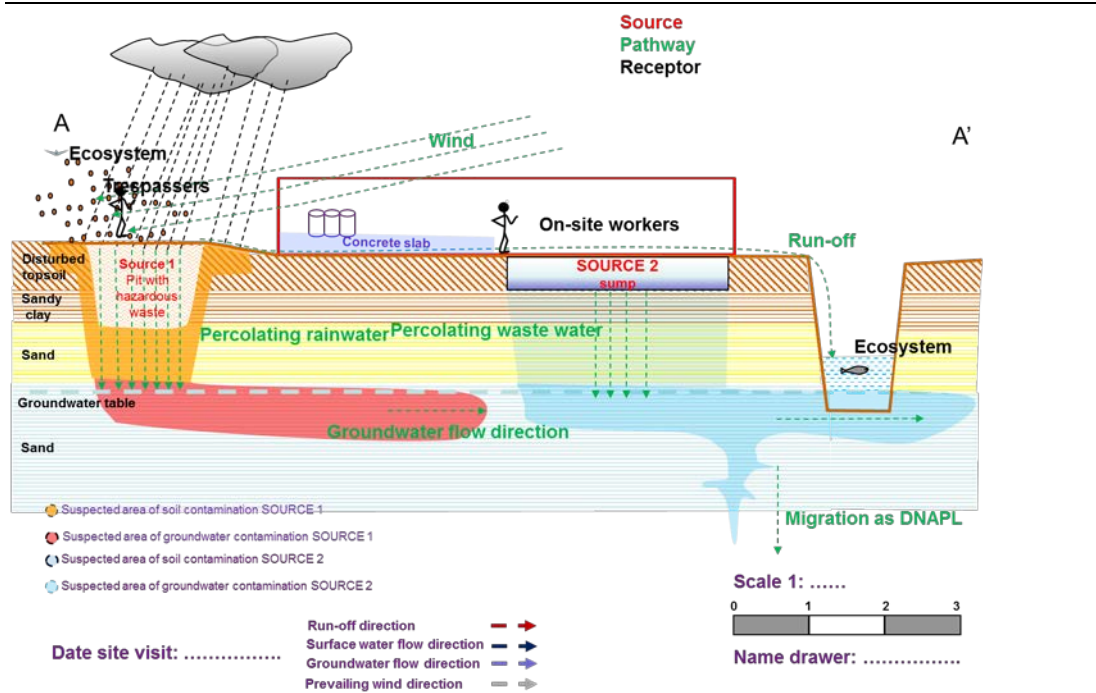 Source
Pathway
Receptor
A
A'
Wind
Ecosystem
Trespassers
On-site workers
Concrete slab
Run-off
Disturbed
topsoil
Source 1
Pit with
hazardous
waste
SOURCE 2
sump
Sandy
clay
Percolating rainwater
Percolating waste water
Sand
Ecosystem
Groundwater table
Groundwater flow direction
Sand
Migration as DNAPL
Suspected area of soil contamination SOURCE 1
Suspected area of groundwater contamination SOURCE 1
Suspected area of soil contamination SOURCE 2
Suspected area of groundwater contamination SOURCE 2
Scale 1: ......
0 1 2 3
Name drawer: ................
Date site visit: ................
Run-off direction
Surface water flow direction
Groundwater flow direction
Prevailing wind direction